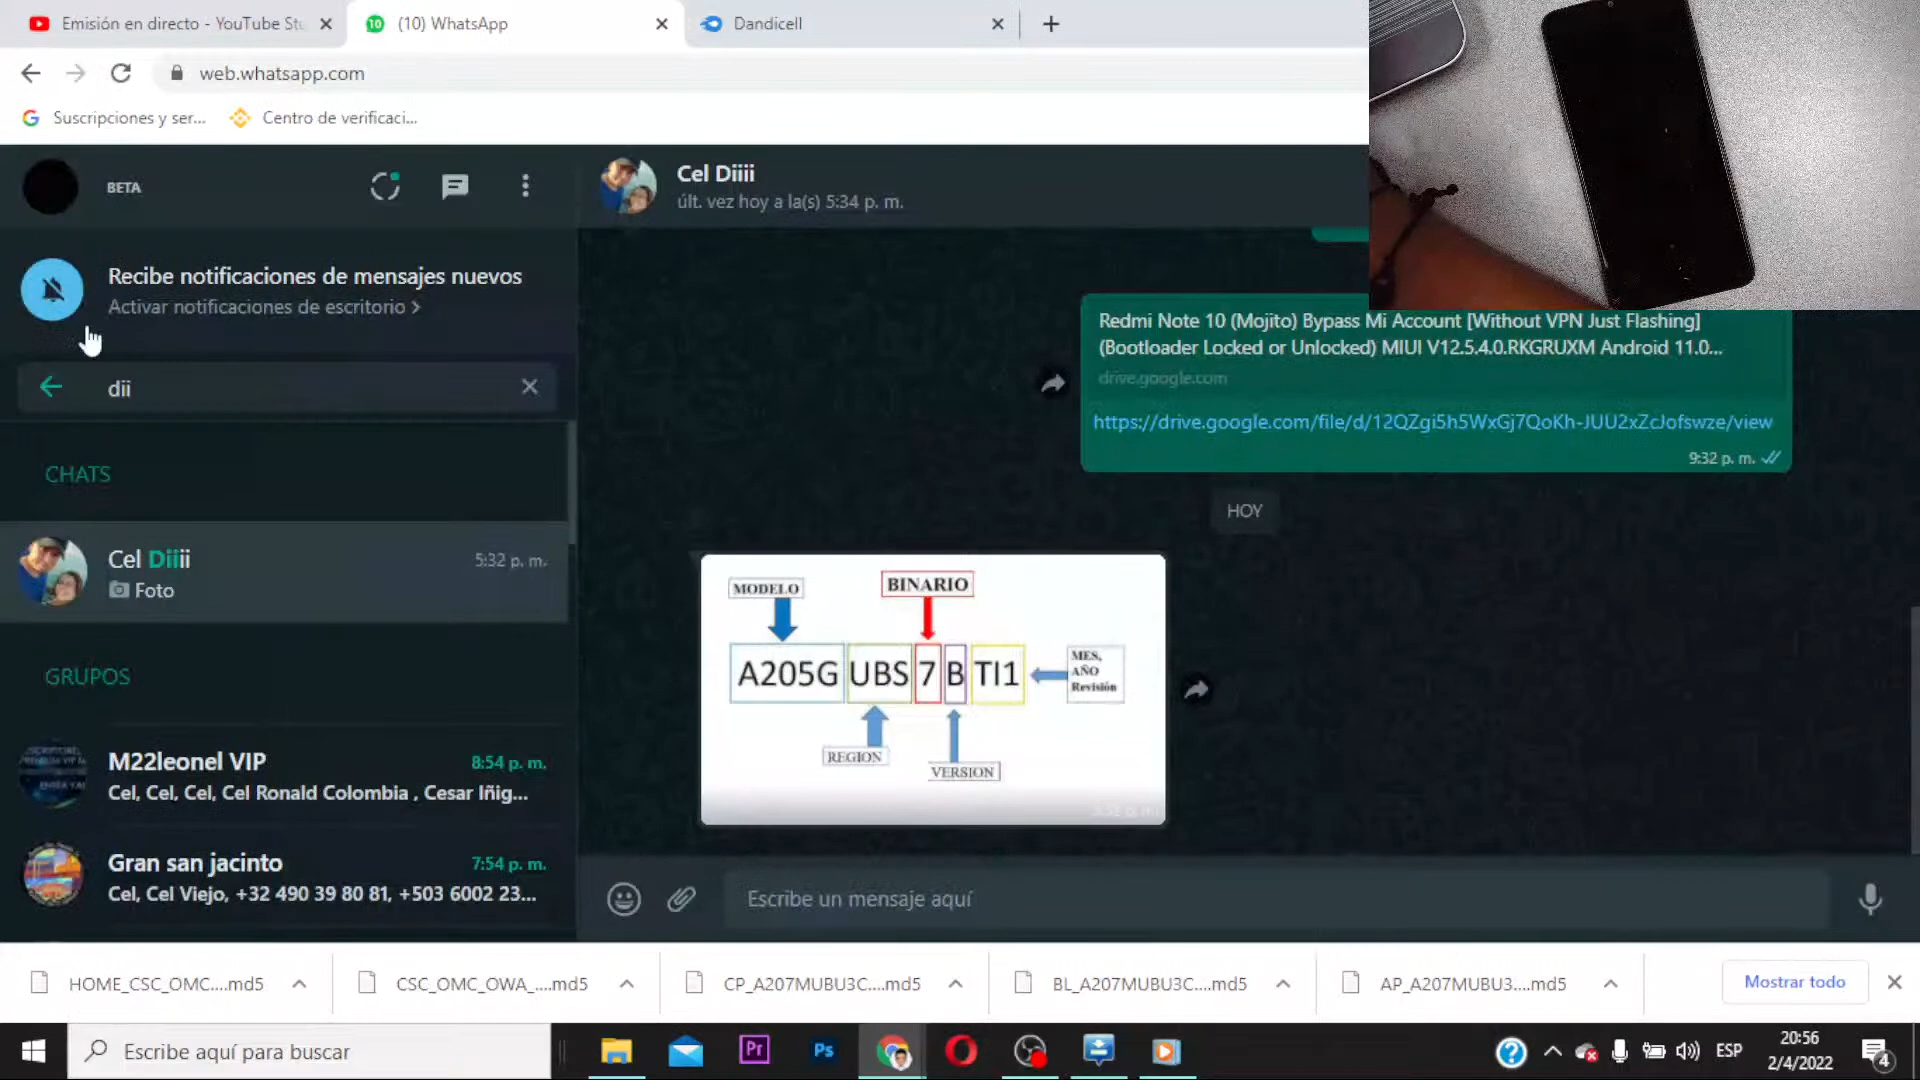 Emisión en directo - YouTube Stu
(10) WhatsApp
Dandicell
web.whatsapp.com
Suscripciones y ser...
Centro de verificaci...
BETA
Cel Diiii
últ. vez hoy a la(s) 5:34 p. m.
Recibe notificaciones de mensajes nuevos
Activar notificaciones de escritorio >
dii
CHATS
Cel Diiii
5:32 p. m.
Foto
GRUPOS
M22leonel VIP
8:54 p. m.
Cel, Cel, Cel, Cel Ronald Colombia , Cesar Iñig...
Gran san jacinto
7:54 p. m.
Cel, Cel Viejo, +32 490 39 80 81, +503 6002 23...
Redmi Note 10 (Mojito) Bypass Mi Account [Without VPN Just Flashing]
(Bootloader Locked or Unlocked) MIUI V12.5.4.0.RKGRUXM Android 11.0...
drive.google.com
https://drive.google.com/file/d/12QZgi5h5WxGj7QoKh-JUU2xZcJofswze/view
9:32 p. m.
HOY
MODELO
BINARIO
A205G UBS 7 B TI1
MES,
AÑO
Revisión
REGION
VERSION
Escribe un mensaje aquí
HOME_CSC_OMC....md5
CSC_OMC_OWA_....md5
CP_A207MUBU3C....md5
BL_A207MUBU3C....md5
AP_A207MUBU3....md5
Mostrar todo
Escribe aquí para buscar
Pr
Ps
ESP
20:56
2/4/2022
4